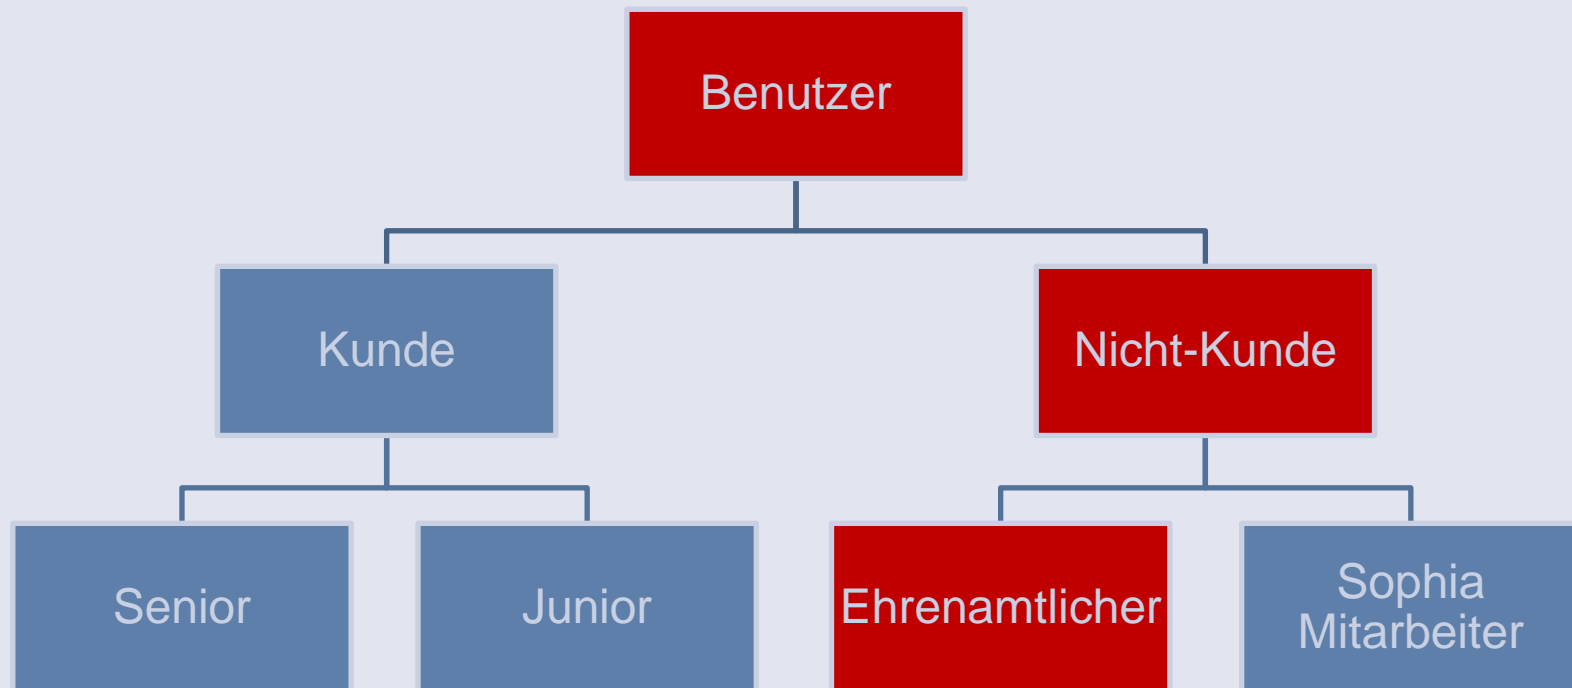 Benutzer
Kunde
Nicht-Kunde
Senior
Junior
Ehrenamtlicher
Sophia
Mitarbeiter